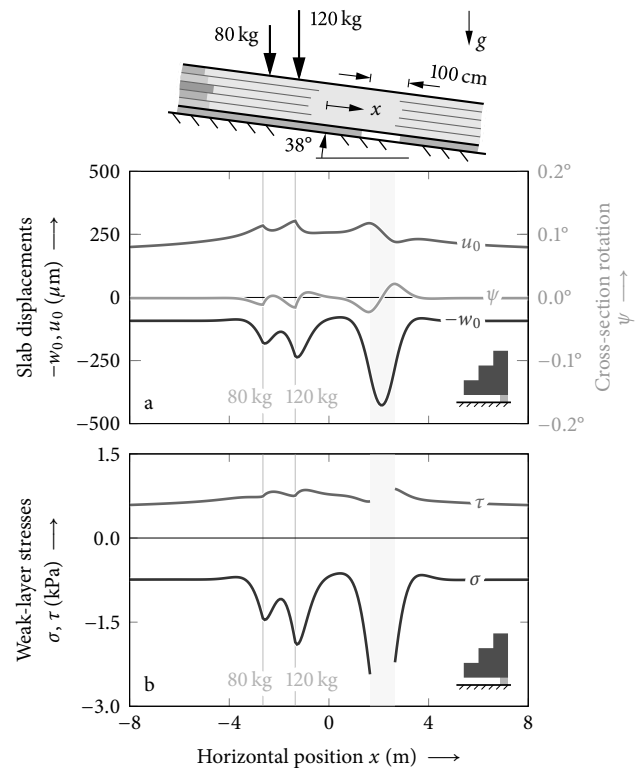 120 kg
80 kg
g
100 cm
x
38°
500
250
0
−250
−500
0.2°
0.1°
0.0°
−0.1°
−0.2°
Slab displacements
−w₀, u₀ (μm) ⟶
Cross-section rotation
ψ ⟶
u₀
ψ
−w₀
80 kg 120 kg
a
1.5
0.0
−1.5
−3.0
Weak-layer stresses
σ, τ (kPa) ⟶
τ
σ
80 kg 120 kg
b
−8 −4 0 4 8
Horizontal position x (m) ⟶